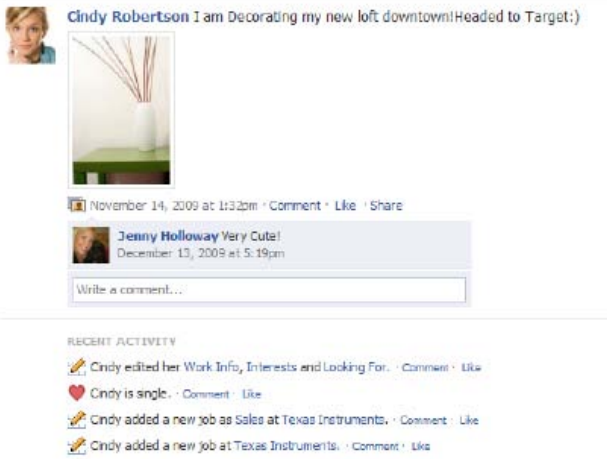 Cindy Robertson I am Decorating my new loft downtown!Headed to Target:)
November 14, 2009 at 1:32pm · Comment · Like · Share
Jenny Holloway Very Cute!
December 13, 2009 at 5:19pm
Write a comment...
RECENT ACTIVITY
Cindy edited her Work Info, Interests and Looking For. · Comment · Like
Cindy is single. · Comment · Like
Cindy added a new job as Sales at Texas Instruments. · Comment · Like
Cindy added a new job at Texas Instruments. · Comment · Like